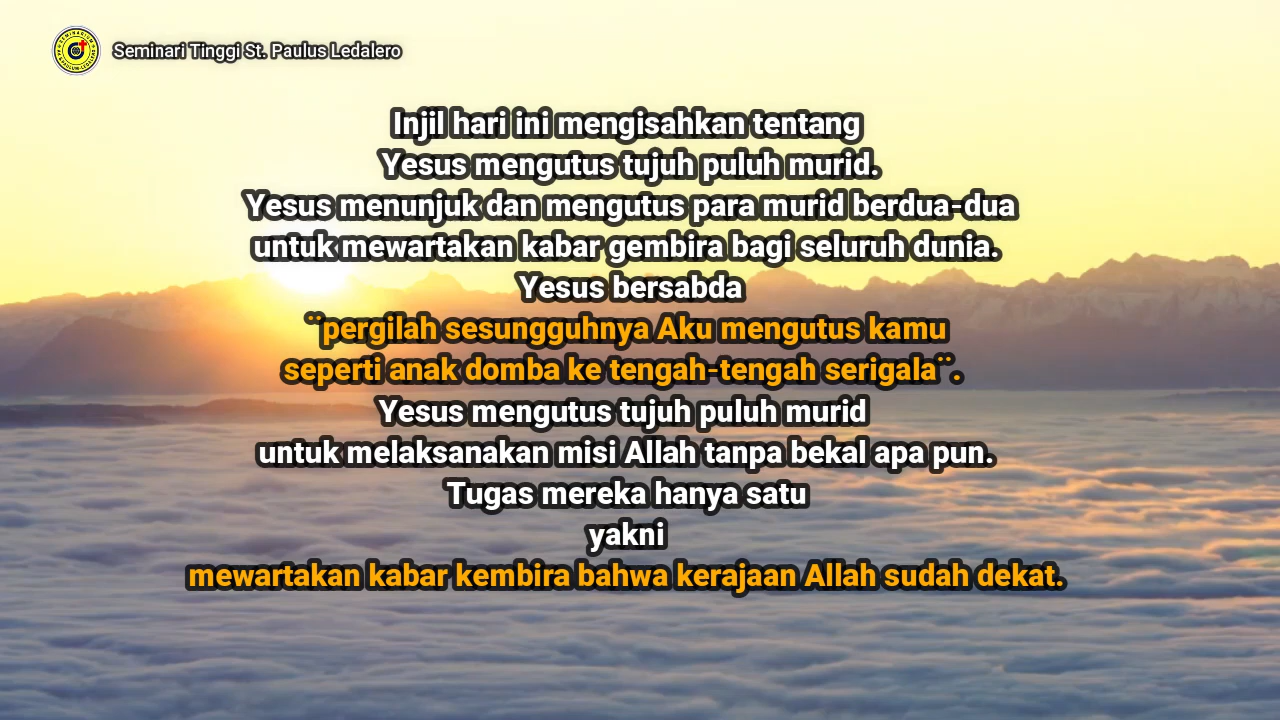 Seminari Tinggi St. Paulus Ledalero
Injil hari ini mengisahkan tentang
Yesus mengutus tujuh puluh murid.
Yesus menunjuk dan mengutus para murid berdua-dua
untuk mewartakan kabar gembira bagi seluruh dunia.
Yesus bersabda
¨pergilah sesungguhnya Aku mengutus kamu
seperti anak domba ke tengah-tengah serigala¨.
Yesus mengutus tujuh puluh murid
untuk melaksanakan misi Allah tanpa bekal apa pun.
Tugas mereka hanya satu
yakni
mewartakan kabar kembira bahwa kerajaan Allah sudah dekat.